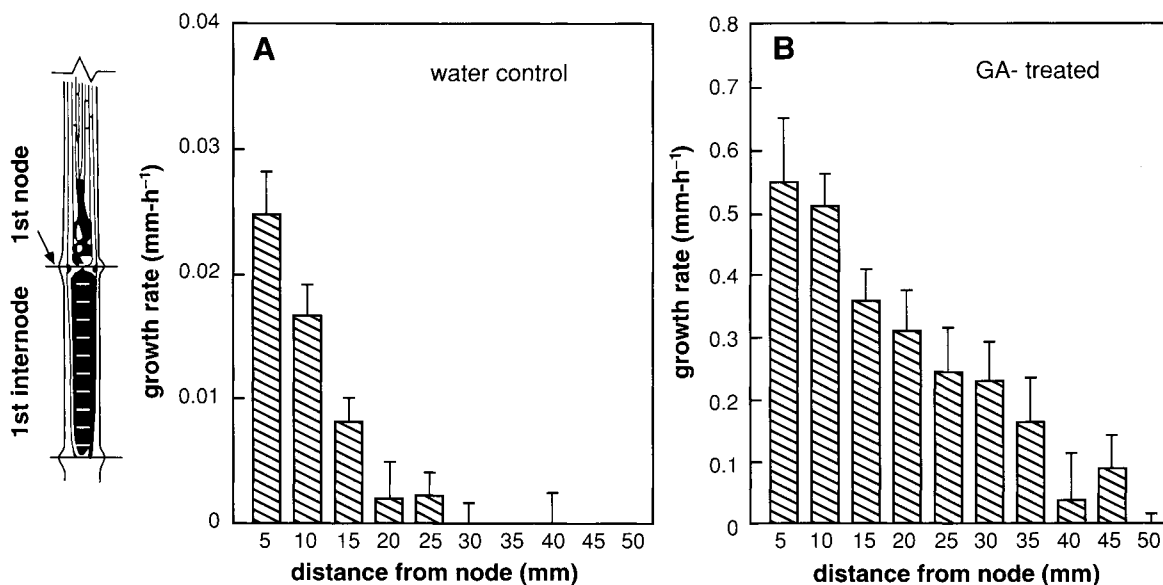 1st node
1st internode
A
water control
growth rate (mm-h⁻¹)
0.04
0.03
0.02
0.01
0
5 10 15 20 25 30 35 40 45 50
distance from node (mm)
B
GA- treated
growth rate (mm-h⁻¹)
0.8
0.7
0.6
0.5
0.4
0.3
0.2
0.1
0
5 10 15 20 25 30 35 40 45 50
distance from node (mm)